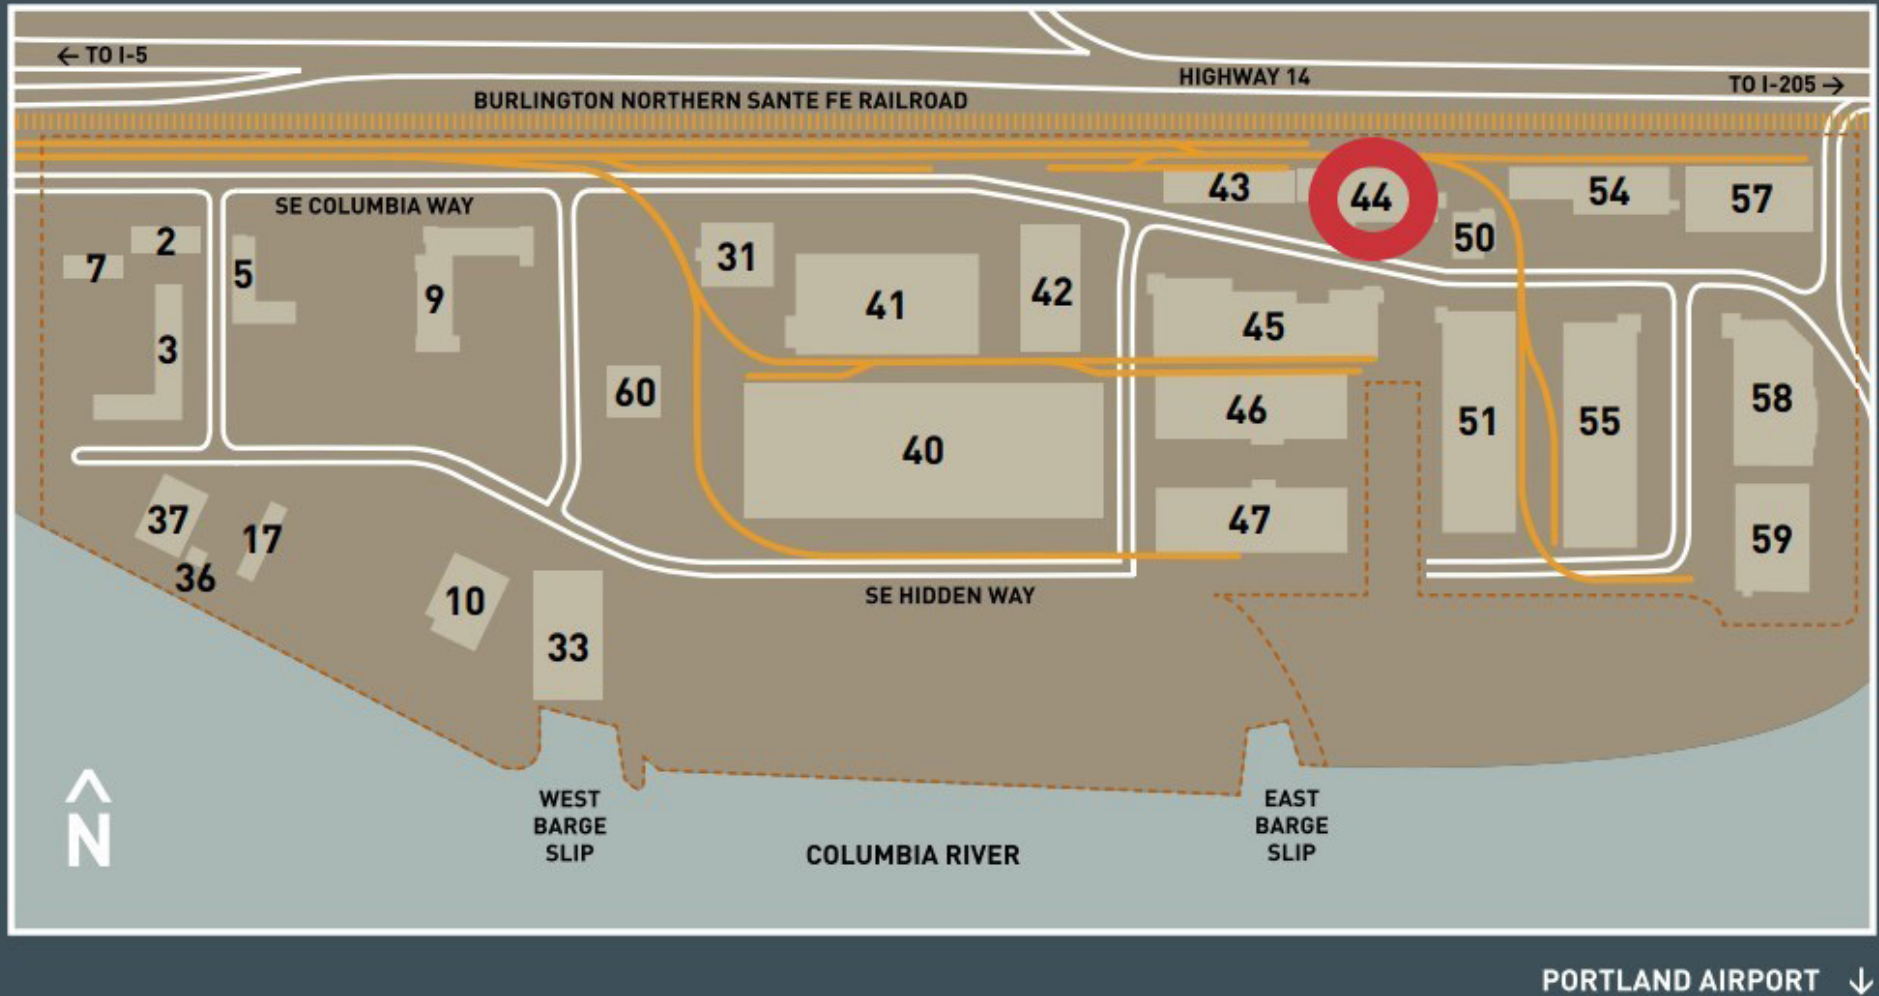 ← TO I-5
HIGHWAY 14
TO I-205 →
BURLINGTON NORTHERN SANTE FE RAILROAD
43
44
54
57
SE COLUMBIA WAY
2
7
5
9
31
41
42
50
45
3
60
40
46
51
55
58
37
17
36
47
59
10
33
SE HIDDEN WAY
N
WEST
BARGE
SLIP
COLUMBIA RIVER
EAST
BARGE
SLIP
PORTLAND AIRPORT ↓